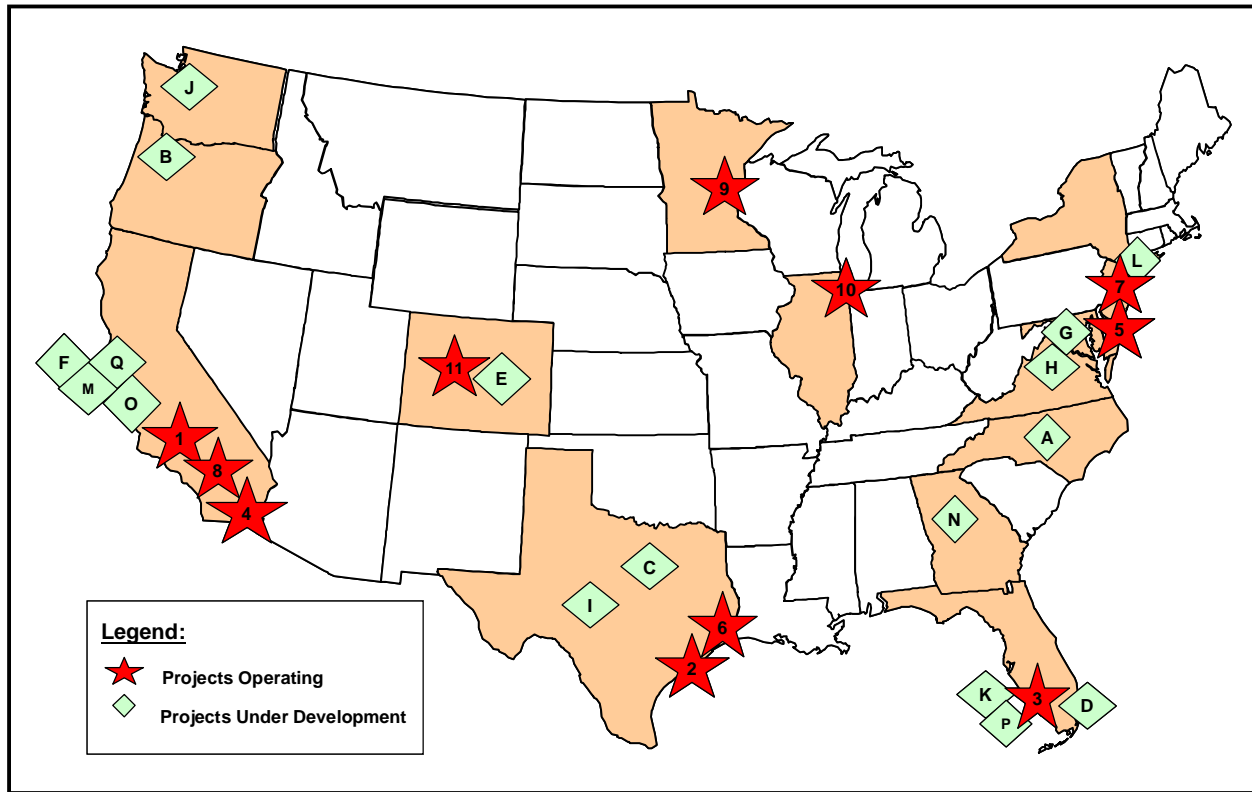 J
B
9
L
7
10
G
5
F
Q
H
11
E
M
O
1
A
8
4
N
C
I
6
2
K
3
D
P
Legend:
Projects Operating
Projects Under Development